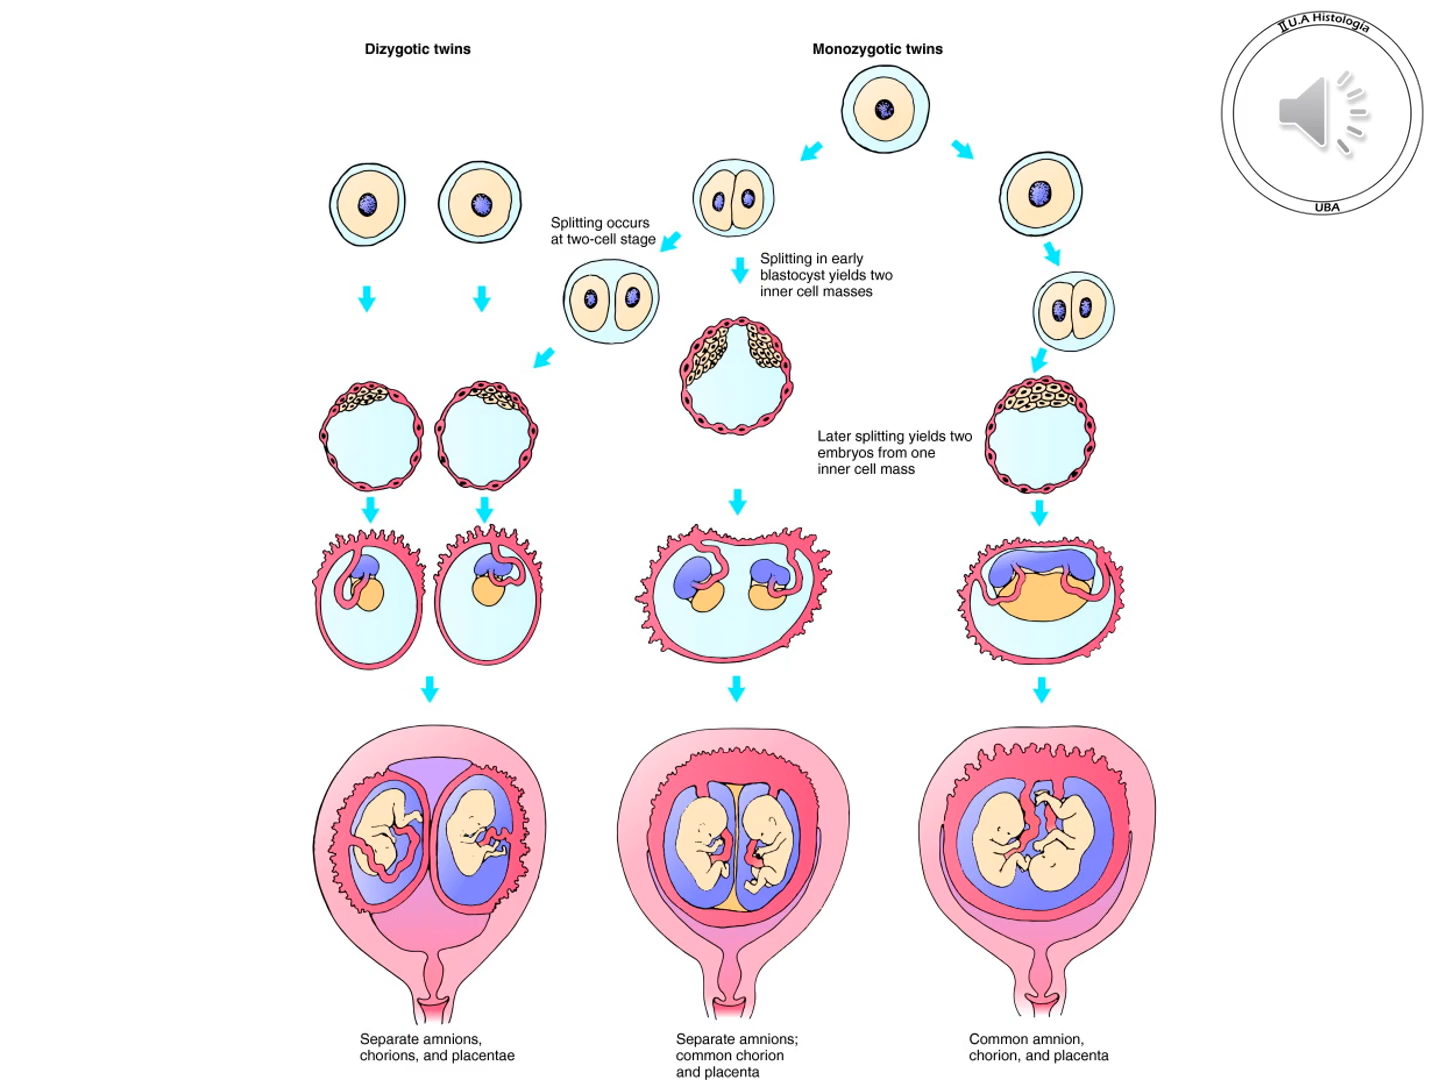 Dizygotic twins
Monozygotic twins
II U.A Histologia
UBA
Splitting occurs
at two-cell stage
Splitting in early
blastocyst yields two
inner cell masses
Later splitting yields two
embryos from one
inner cell mass
Separate amnions,
chorions, and placentae
Separate amnions;
common chorion
and placenta
Common amnion,
chorion, and placenta